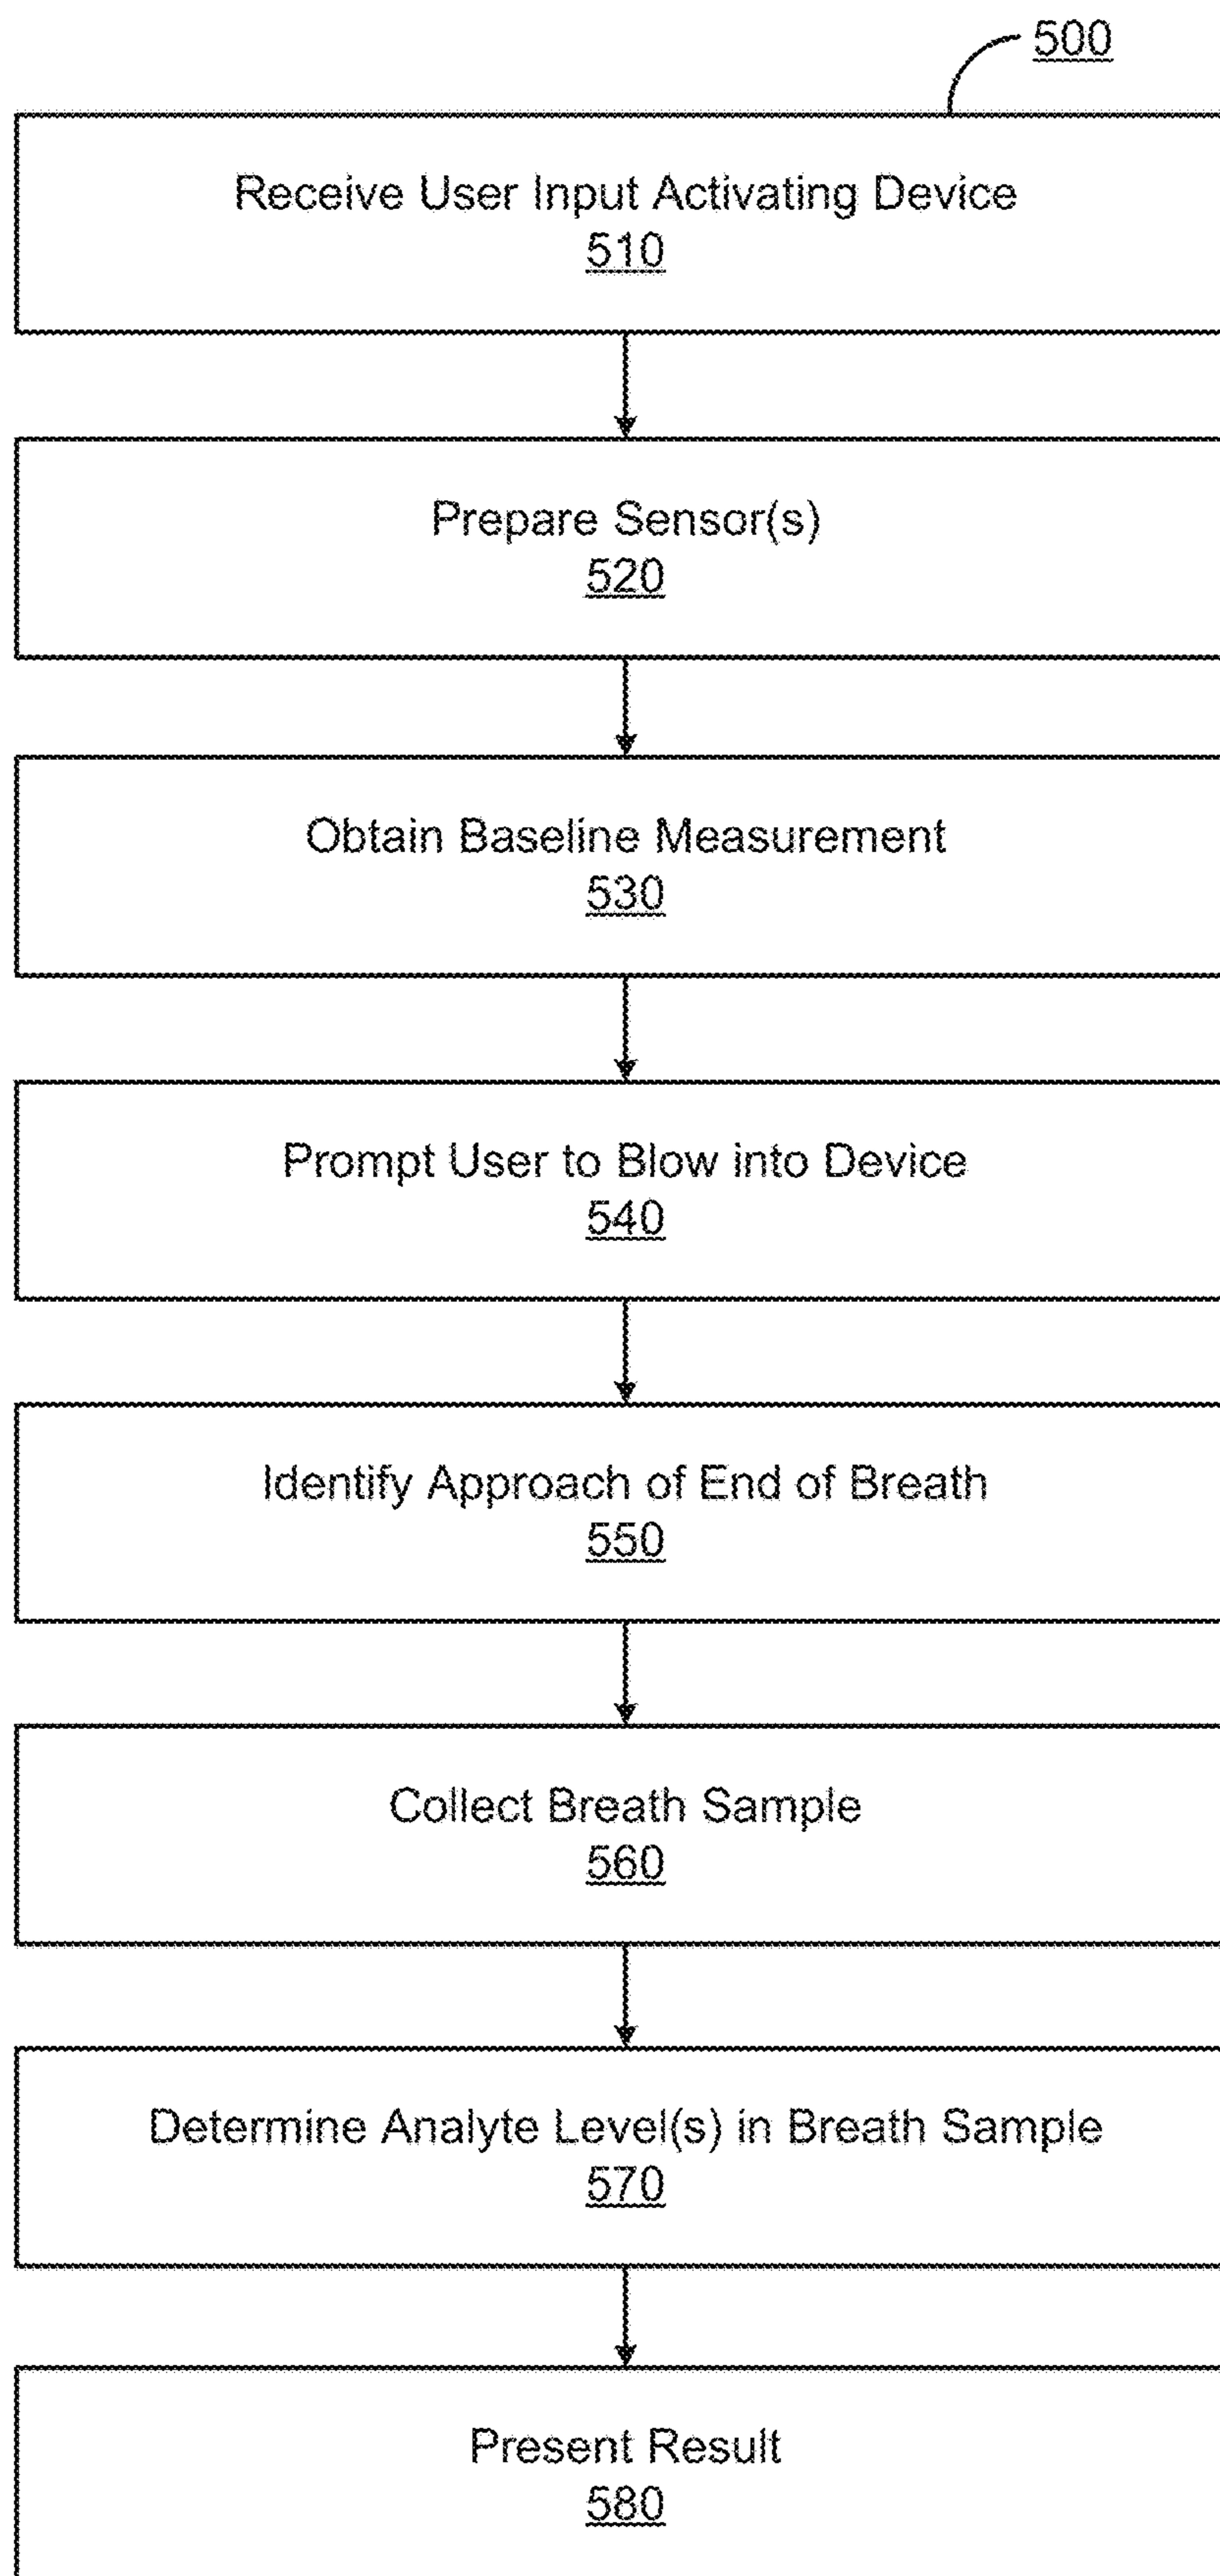 500
Receive User Input Activating Device
510
Prepare Sensor(s)
520
Obtain Baseline Measurement
530
Prompt User to Blow into Device
540
Identify Approach of End of Breath
550
Collect Breath Sample
560
Determine Analyte Level(s) in Breath Sample
570
Present Result
580